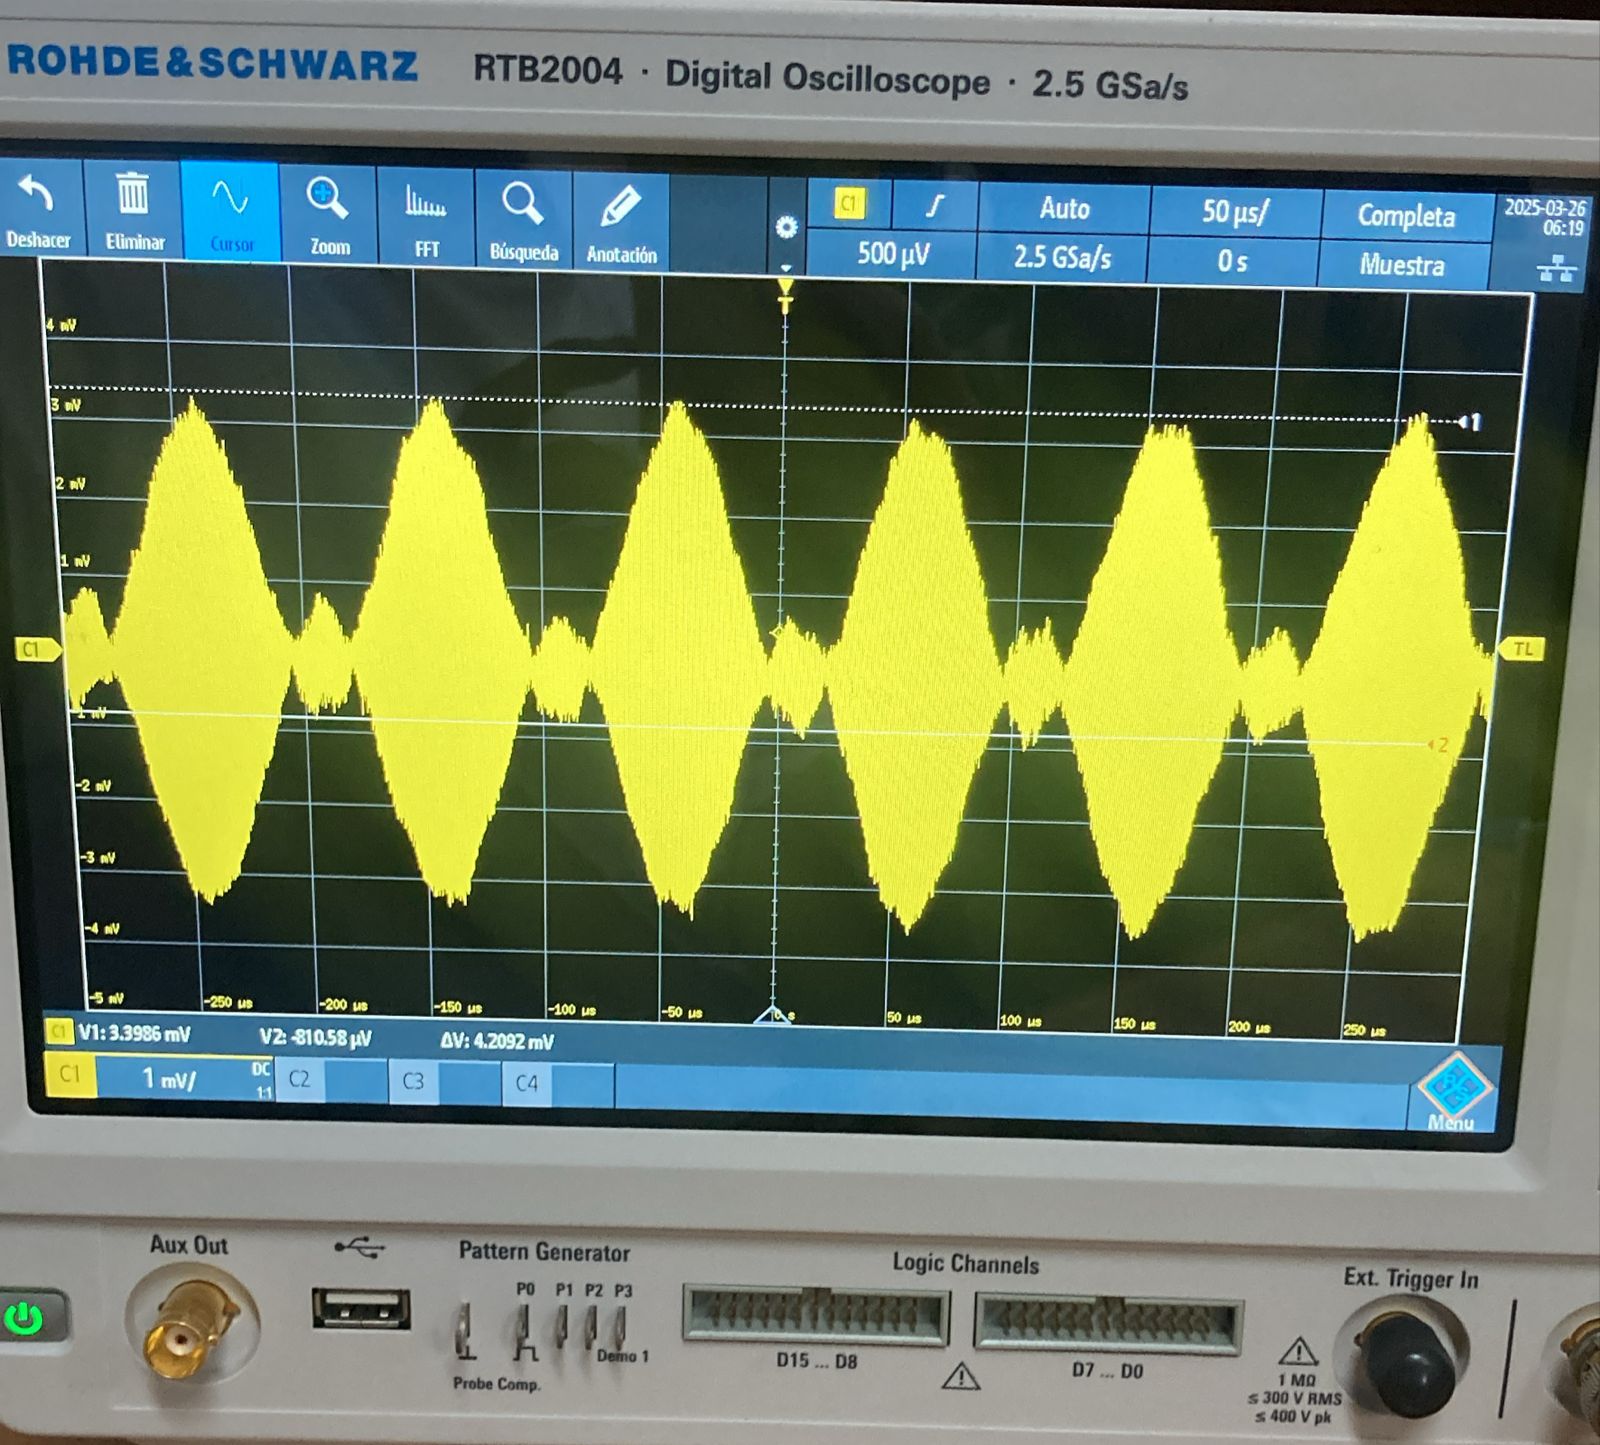 ROHDE&SCHWARZ RTB2004 · Digital Oscilloscope · 2.5 GSa/s
Deshacer Eliminar Cursor Zoom FFT Búsqueda Anotación
C1 Auto 50 µs/ Completa 2025-03-26
06:19
500 µV 2.5 GSa/s 0 s Muestra
T
4 mV
3 mV
1
2 mV
1 mV
C1
TL
-1 mV
2
-2 mV
-3 mV
-4 mV
-5 mV -250 µs -200 µs -150 µs -100 µs -50 µs 0 s 50 µs 100 µs 150 µs 200 µs 250 µs
C1 V1: 3.3986 mV V2: -810.58 µV ΔV: 4.2092 mV
C1 1 mV/ DC
1:1
C2 C3 C4
Menu
Aux Out Pattern Generator Logic Channels Ext. Trigger In
P0 P1 P2 P3
Demo 1
Probe Comp.
D15 ... D8 D7 ... D0
1 MΩ
≤ 300 V RMS
≤ 400 V pk